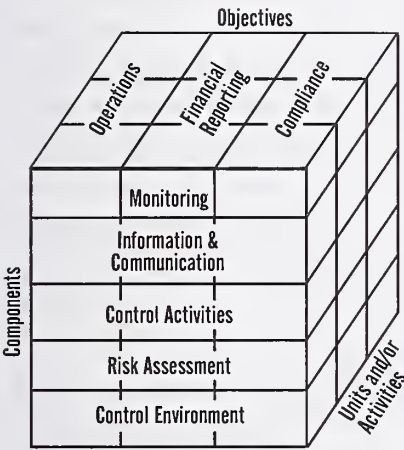 Objectives
Operations
Financial
Reporting
Compliance
Monitoring
Information &
Communication
Control Activities
Risk Assessment
Control Environment
Components
Units and/or
Activities